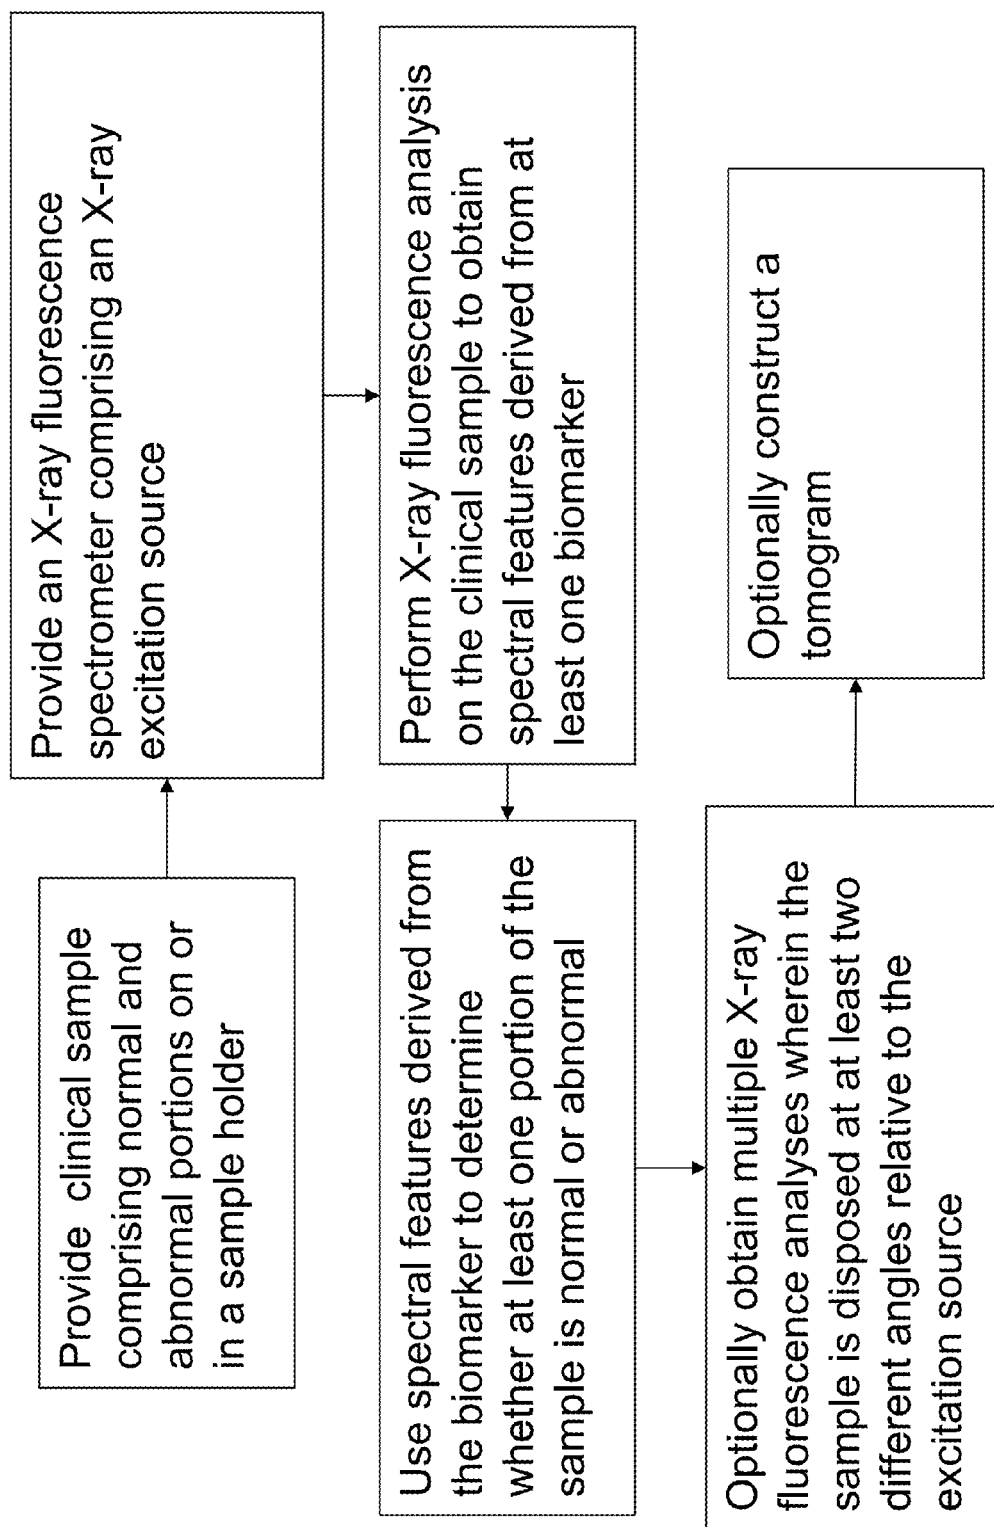 Provide clinical sample
comprising normal and
abnormal portions on or
in a sample holder
Provide an X-ray fluorescence
spectrometer comprising an X-ray
excitation source
Perform X-ray fluorescence analysis
on the clinical sample to obtain
spectral features derived from at
least one biomarker
Use spectral features derived from
the biomarker to determine
whether at least one portion of the
sample is normal or abnormal
Optionally obtain multiple X-ray
fluorescence analyses wherein the
sample is disposed at at least two
different angles relative to the
excitation source
Optionally construct a
tomogram